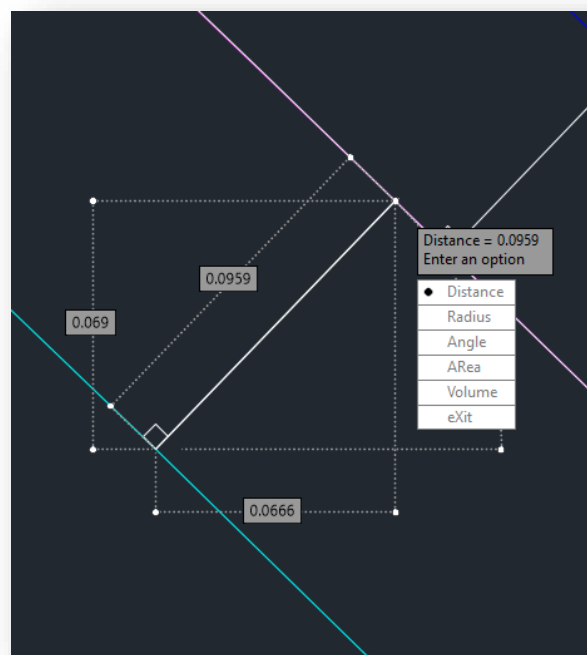 Distance = 0.0959
Enter an option
0.0959
Distance
0.069
Radius
Angle
ARea
Volume
eXit
0.0666